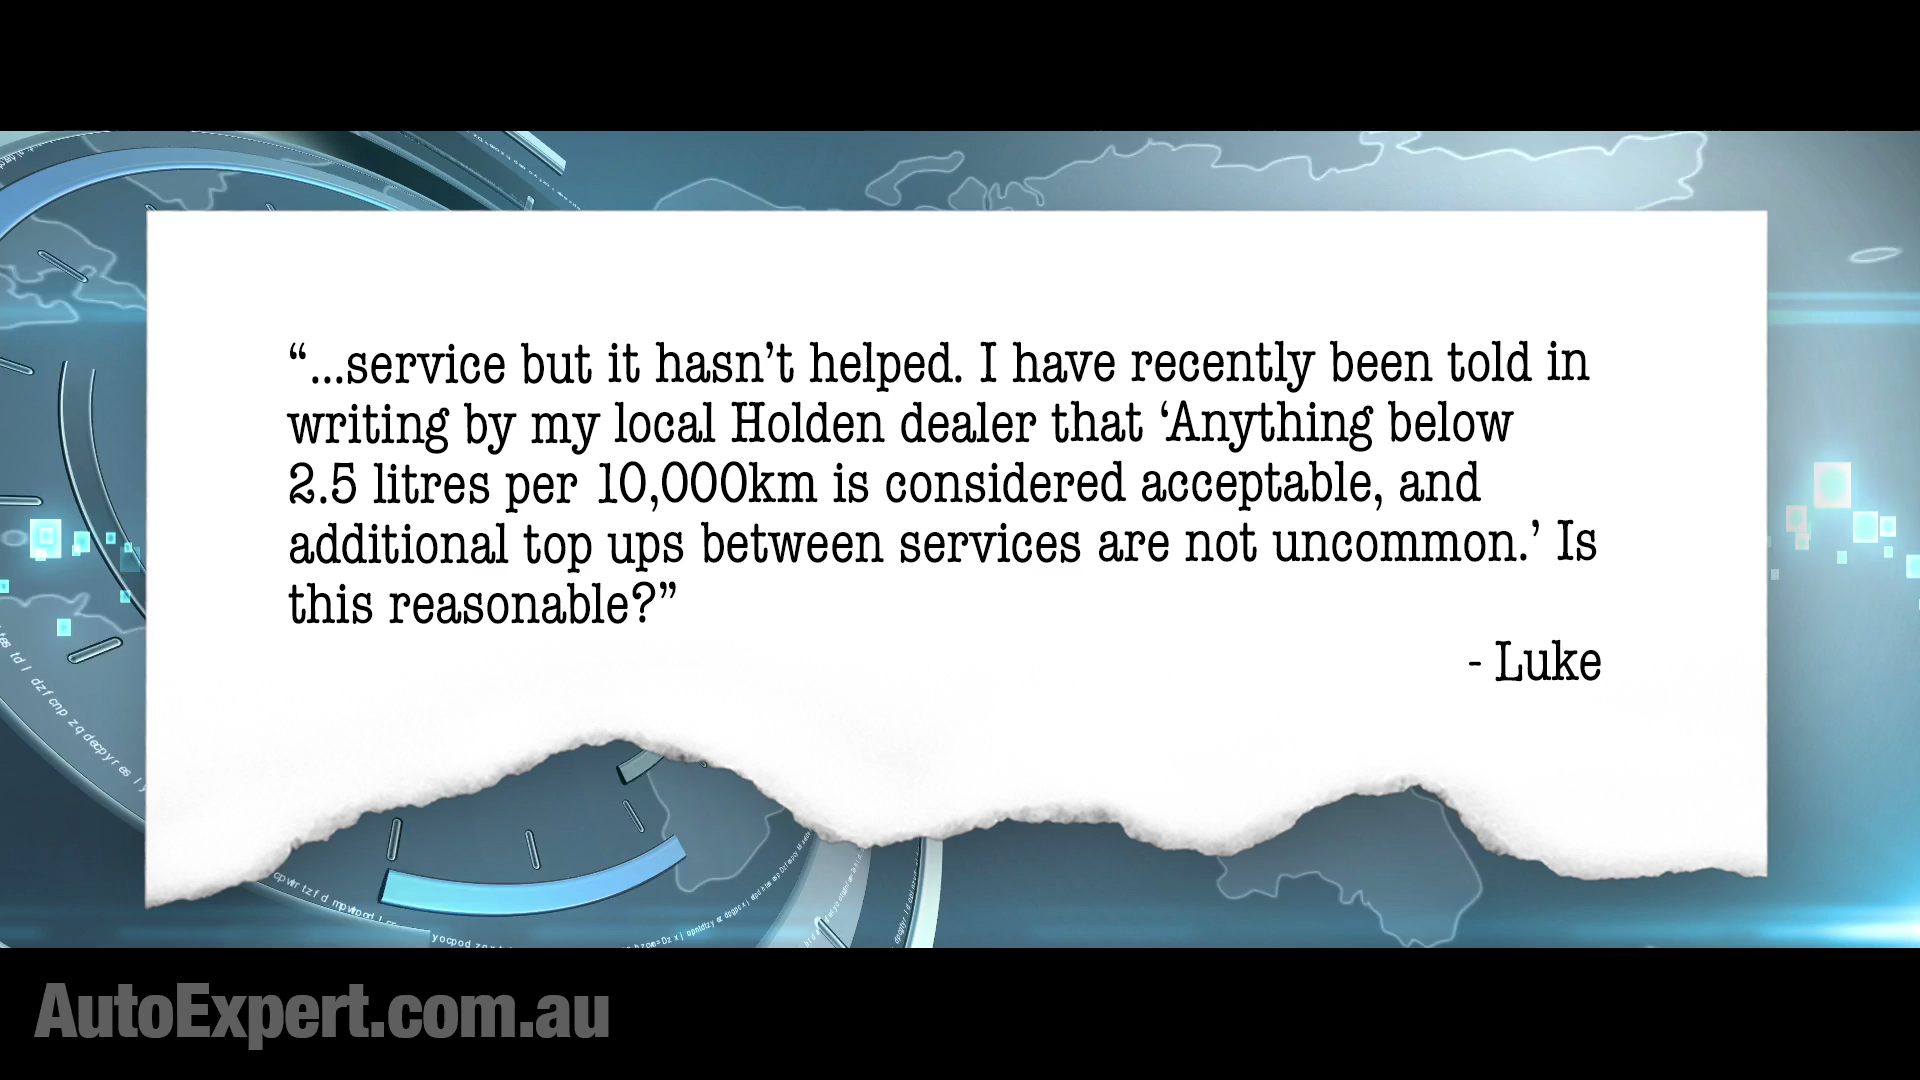 “...service but it hasn’t helped. I have recently been told in
writing by my local Holden dealer that ‘Anything below
2.5 litres per 10,000km is considered acceptable, and
additional top ups between services are not uncommon.’ Is
this reasonable?”
- Luke
AutoExpert.com.au